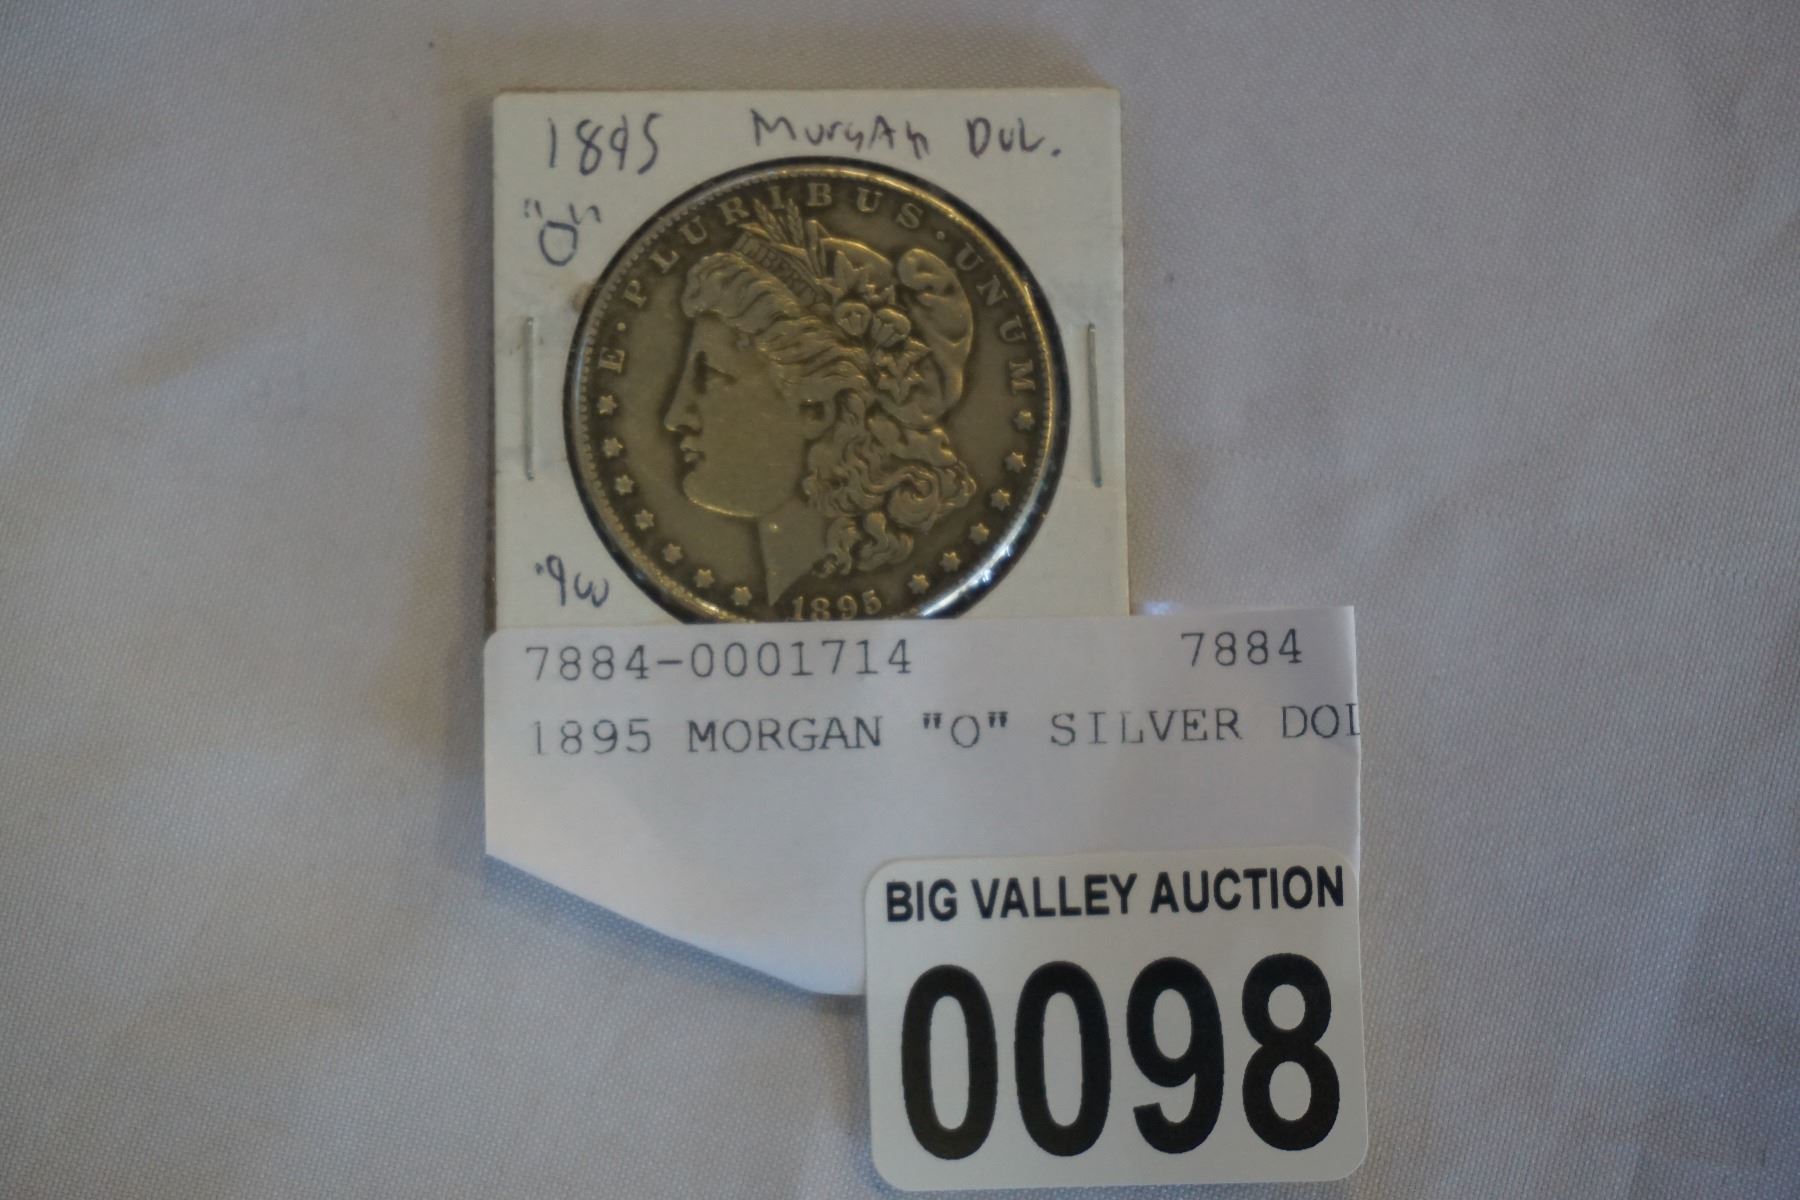 1895 Morgan Dol.
"O"
E · PLURIBUS · UNUM
LIBERTY
1895
7884-0001714 7884
1895 MORGAN "O" SILVER DOL
BIG VALLEY AUCTION
0098